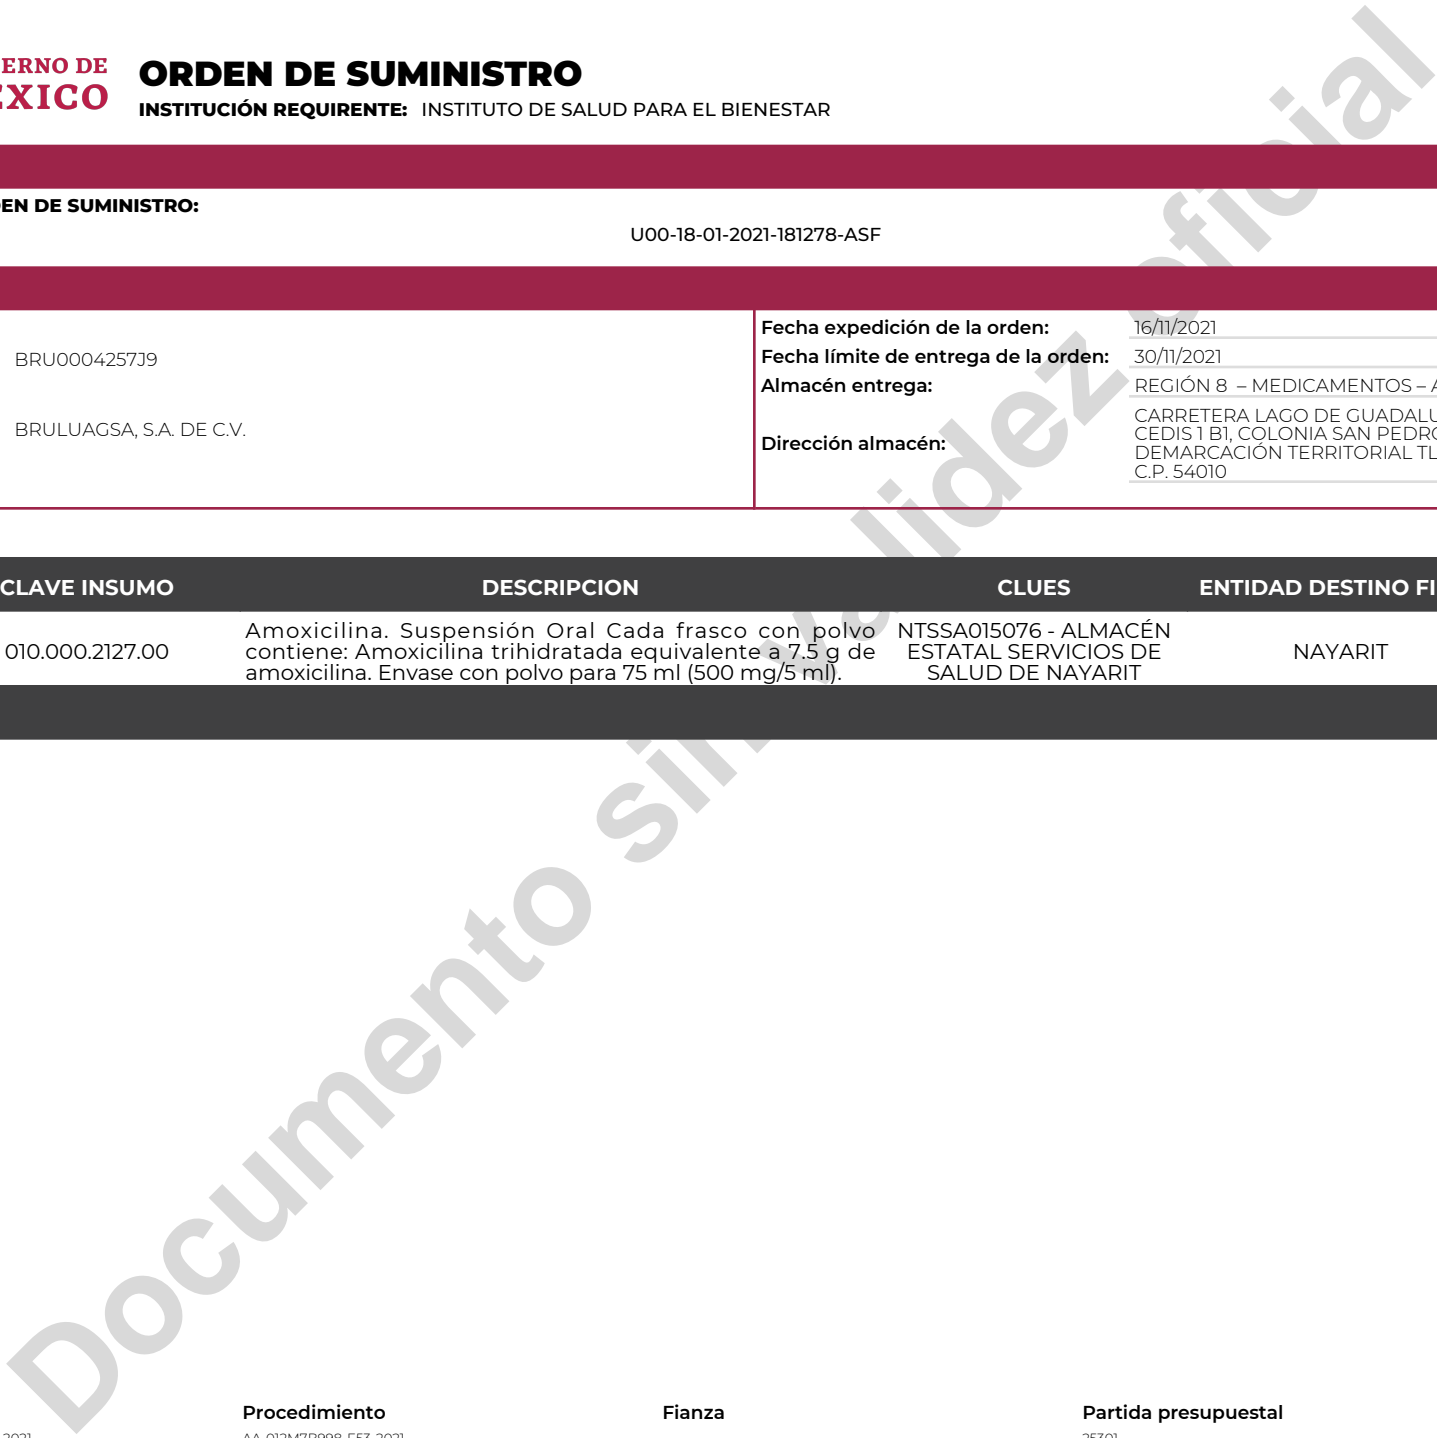 ERNO DE
ORDEN DE SUMINISTRO
XICO
INSTITUCIÓN REQUIRENTE: INSTITUTO DE SALUD PARA EL BIENESTAR
EN DE SUMINISTRO:
U00-18-01-2021-181278-ASF
BRU0004257J9
BRULUAGSA, S.A. DE C.V.
Fecha expedición de la orden: 16/11/2021
Fecha límite de entrega de la orden: 30/11/2021
Almacén entrega: REGIÓN 8 – MEDICAMENTOS – A
Dirección almacén:
CARRETERA LAGO DE GUADALU
CEDIS 1 B1, COLONIA SAN PEDRO
DEMARCACIÓN TERRITORIAL TL
C.P. 54010
CLAVE INSUMO DESCRIPCION CLUES ENTIDAD DESTINO FI
010.000.2127.00
Amoxicilina. Suspensión Oral Cada frasco con polvo
contiene: Amoxicilina trihidratada equivalente a 7.5 g de
amoxicilina. Envase con polvo para 75 ml (500 mg/5 ml).
NTSSA015076 - ALMACÉN
ESTATAL SERVICIOS DE
SALUD DE NAYARIT
NAYARIT
Documento sin validez oficial
Procedimiento Fianza Partida presupuestal